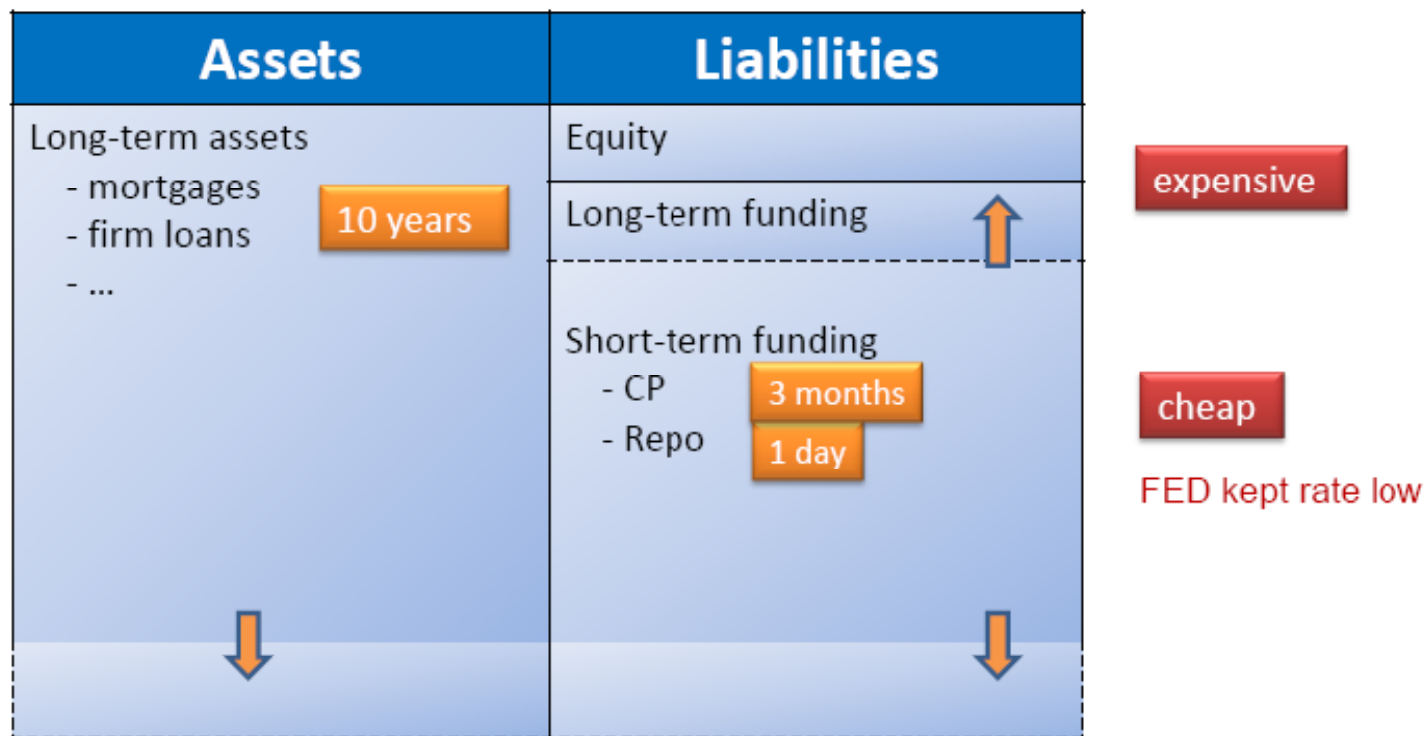 Assets
Liabilities
Long-term assets
- mortgages
- firm loans
- ...
10 years
Equity
Long-term funding
Short-term funding
- CP
3 months
- Repo
1 day
expensive
cheap
FED kept rate low